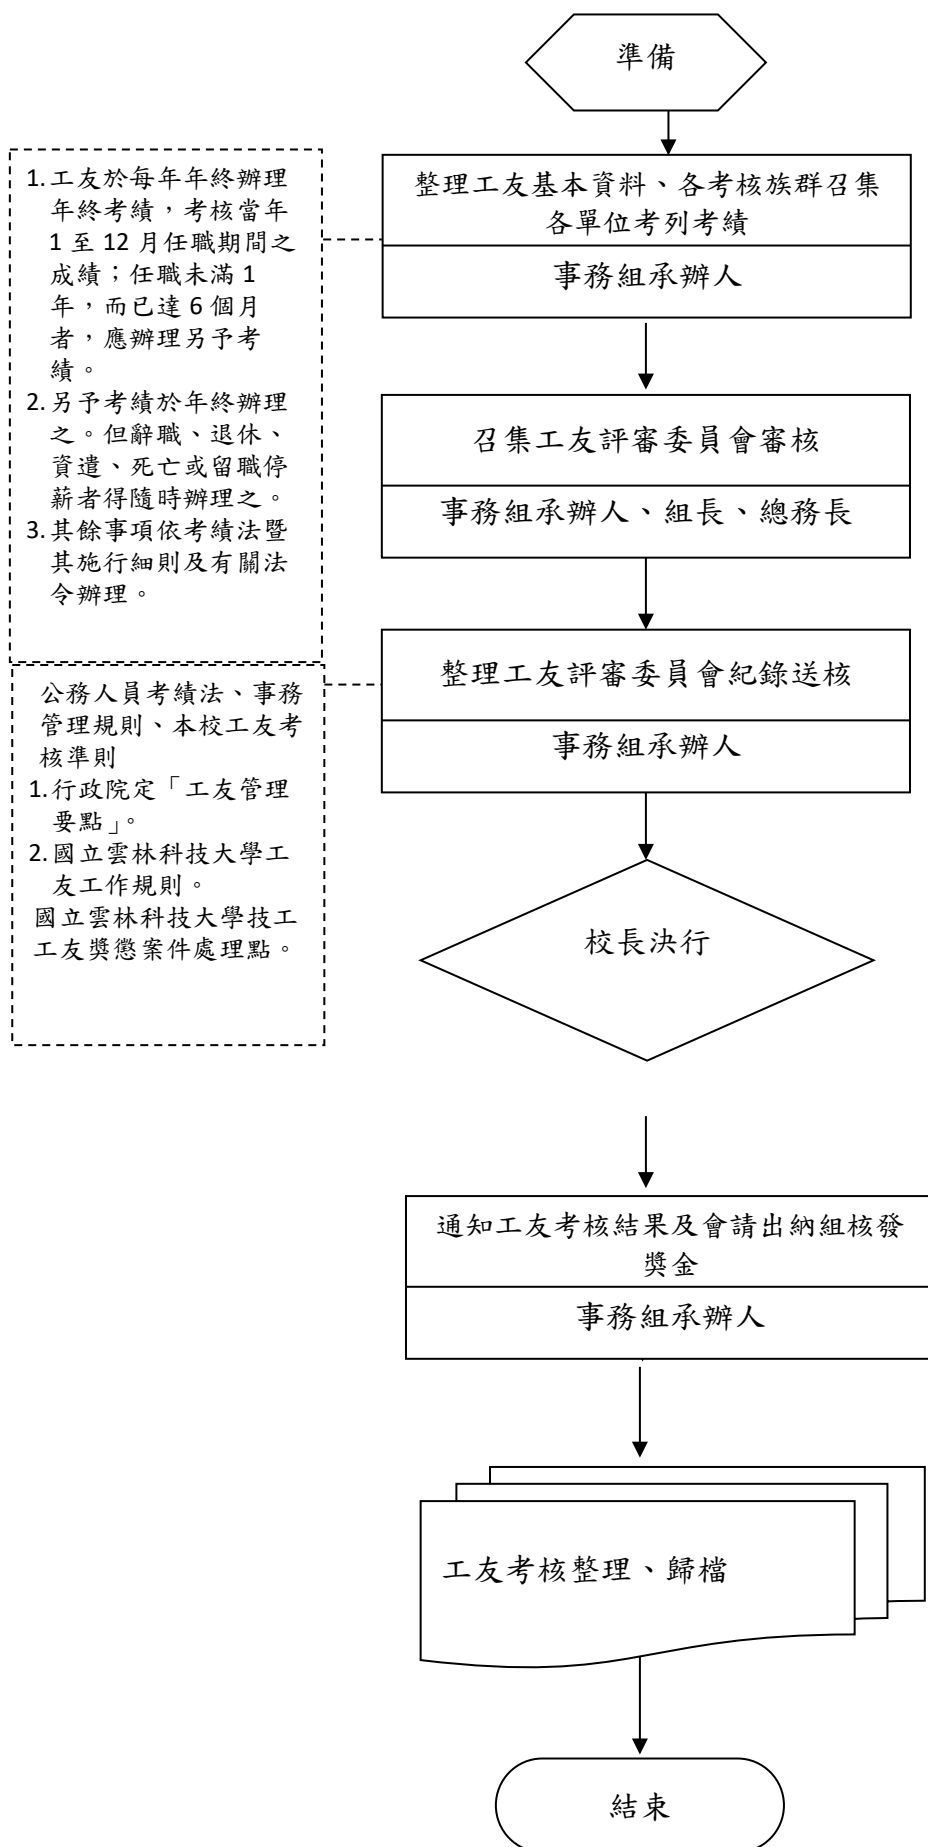 準備
整理工友基本資料、各考核族群召集
各單位考列考績
事務組承辦人
1.工友於每年年終辦理
年終考績，考核當年
1 至 12 月任職期間之
成績；任職未滿 1
年，而已達 6 個月
者，應辦理另予考
績。
2.另予考績於年終辦理
之。但辭職、退休、
資遣、死亡或留職停
薪者得隨時辦理之。
3.其餘事項依考績法暨
其施行細則及有關法
令辦理。
召集工友評審委員會審核
事務組承辦人、組長、總務長
整理工友評審委員會紀錄送核
事務組承辦人
公務人員考績法、事務
管理規則、本校工友考
核準則
1.行政院定「工友管理
要點」。
2.國立雲林科技大學工
友工作規則。
國立雲林科技大學技工
工友獎懲案件處理點。
校長決行
通知工友考核結果及會請出納組核發
獎金
事務組承辦人
工友考核整理、歸檔
結束